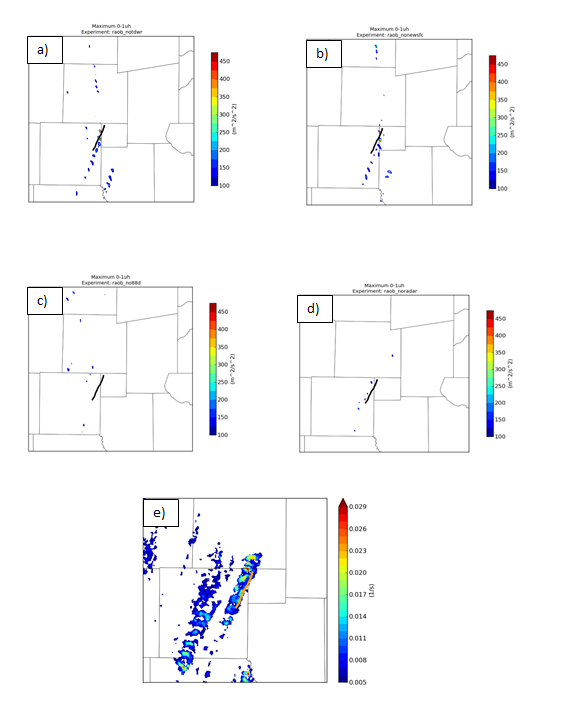 Maximum 0-1uh
Experiment: raob_notdwr
a)
450
400
350
300
250
200
150
100
(m^2/s^2)
Maximum 0-1uh
Experiment: raob_nonewsfc
b)
450
400
350
300
250
200
150
100
(m^2/s^2)
Maximum 0-1uh
Experiment: raob_no88d
c)
450
400
350
300
250
200
150
100
(m^2/s^2)
Maximum 0-1uh
Experiment: raob_noradar
d)
450
400
350
300
250
200
150
100
(m^2/s^2)
e)
0.029
0.026
0.023
0.020
0.017
0.014
0.011
0.008
0.005
(1/s)